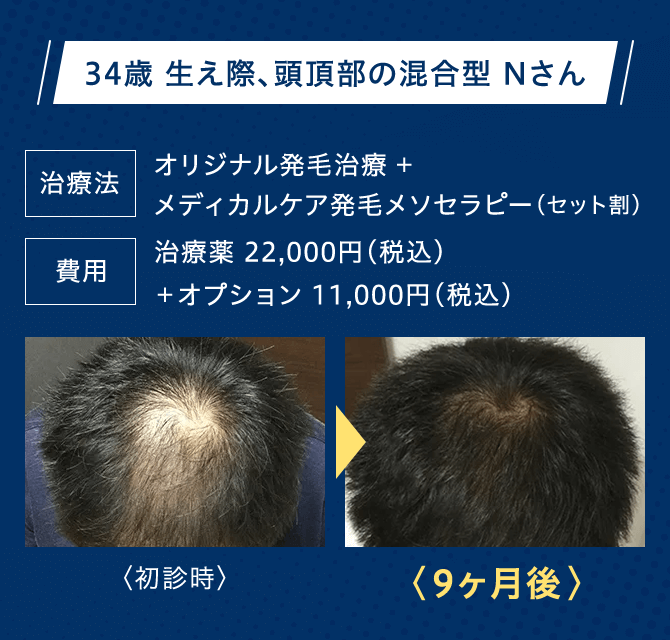 34歳 生え際、頭頂部の混合型 Nさん
治療法
オリジナル発毛治療 +
メディカルケア発毛メソセラピー(セット割)
費用
治療薬 22,000円(税込)
+オプション 11,000円(税込)
〈初診時〉
〈9ヶ月後〉